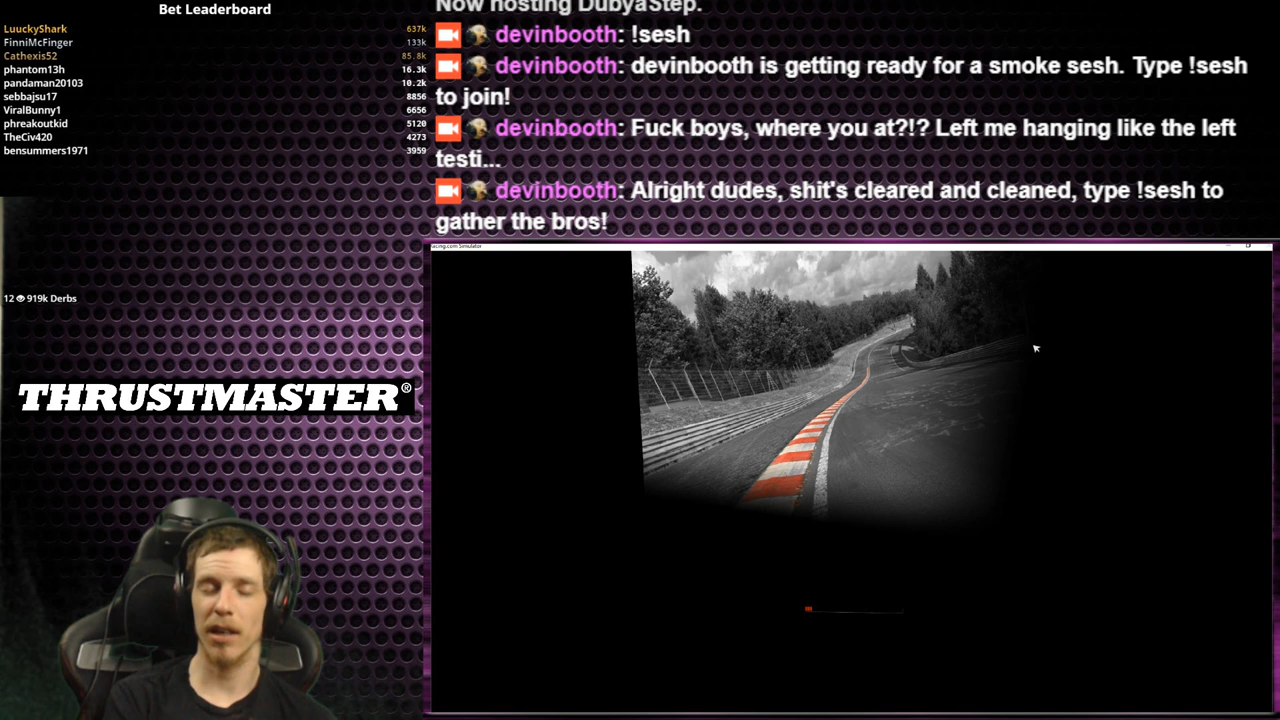 Bet Leaderboard
LuuckyShark 637k
FinniMcFinger 133k
Cathexis52 85.8k
phantom13h 16.3k
pandaman20103 10.2k
sebbajsu17 8856
ViralBunny1 6656
phreakoutkid 5120
TheCiv420 4273
bensummers1971 3959
12 919k Derbs
THRUSTMASTER®
Now hosting DubyaStep.
devinbooth: !sesh
devinbooth: devinbooth is getting ready for a smoke sesh. Type !sesh
to join!
devinbooth: Fuck boys, where you at?!? Left me hanging like the left
testi...
devinbooth: Alright dudes, shit's cleared and cleaned, type !sesh to
gather the bros!
acing.com Simulator